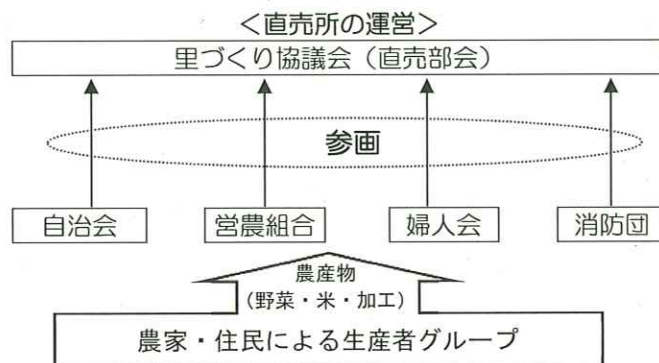 ＜直売所の運営＞
里づくり協議会（直売部会）
参画
自治会
営農組合
婦人会
消防団
農産物
（野菜・米・加工）
農家・住民による生産者グループ